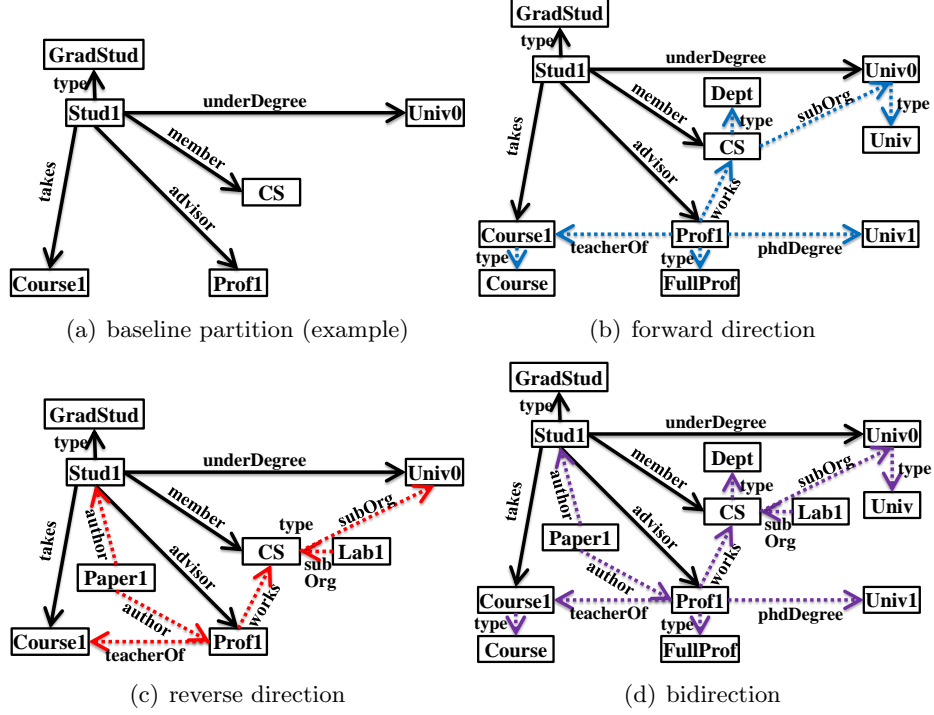 GradStud
type
Stud1
underDegree
Univ0
member
takes
advisor
CS
Course1
Prof1
(a) baseline partition (example)
GradStud
type
Stud1
underDegree
Univ0
Dept
member
type
subOrg
type
takes
CS
Univ
advisor
works
Course1
teacherOf
Prof1
phdDegree
Univ1
type
type
Course
FullProf
(b) forward direction
GradStud
type
Stud1
underDegree
Univ0
member
subOrg
takes
author
type
CS
Lab1
sub
Org
advisor
Paper1
works
author
Course1
teacherOf
Prof1
(c) reverse direction
GradStud
type
Stud1
underDegree
Univ0
Dept
member
type
subOrg
type
author
takes
CS
Lab1
Univ
sub
Org
Paper1
advisor
works
author
Course1
teacherOf
Prof1
phdDegree
Univ1
type
type
Course
FullProf
(d) bidirection